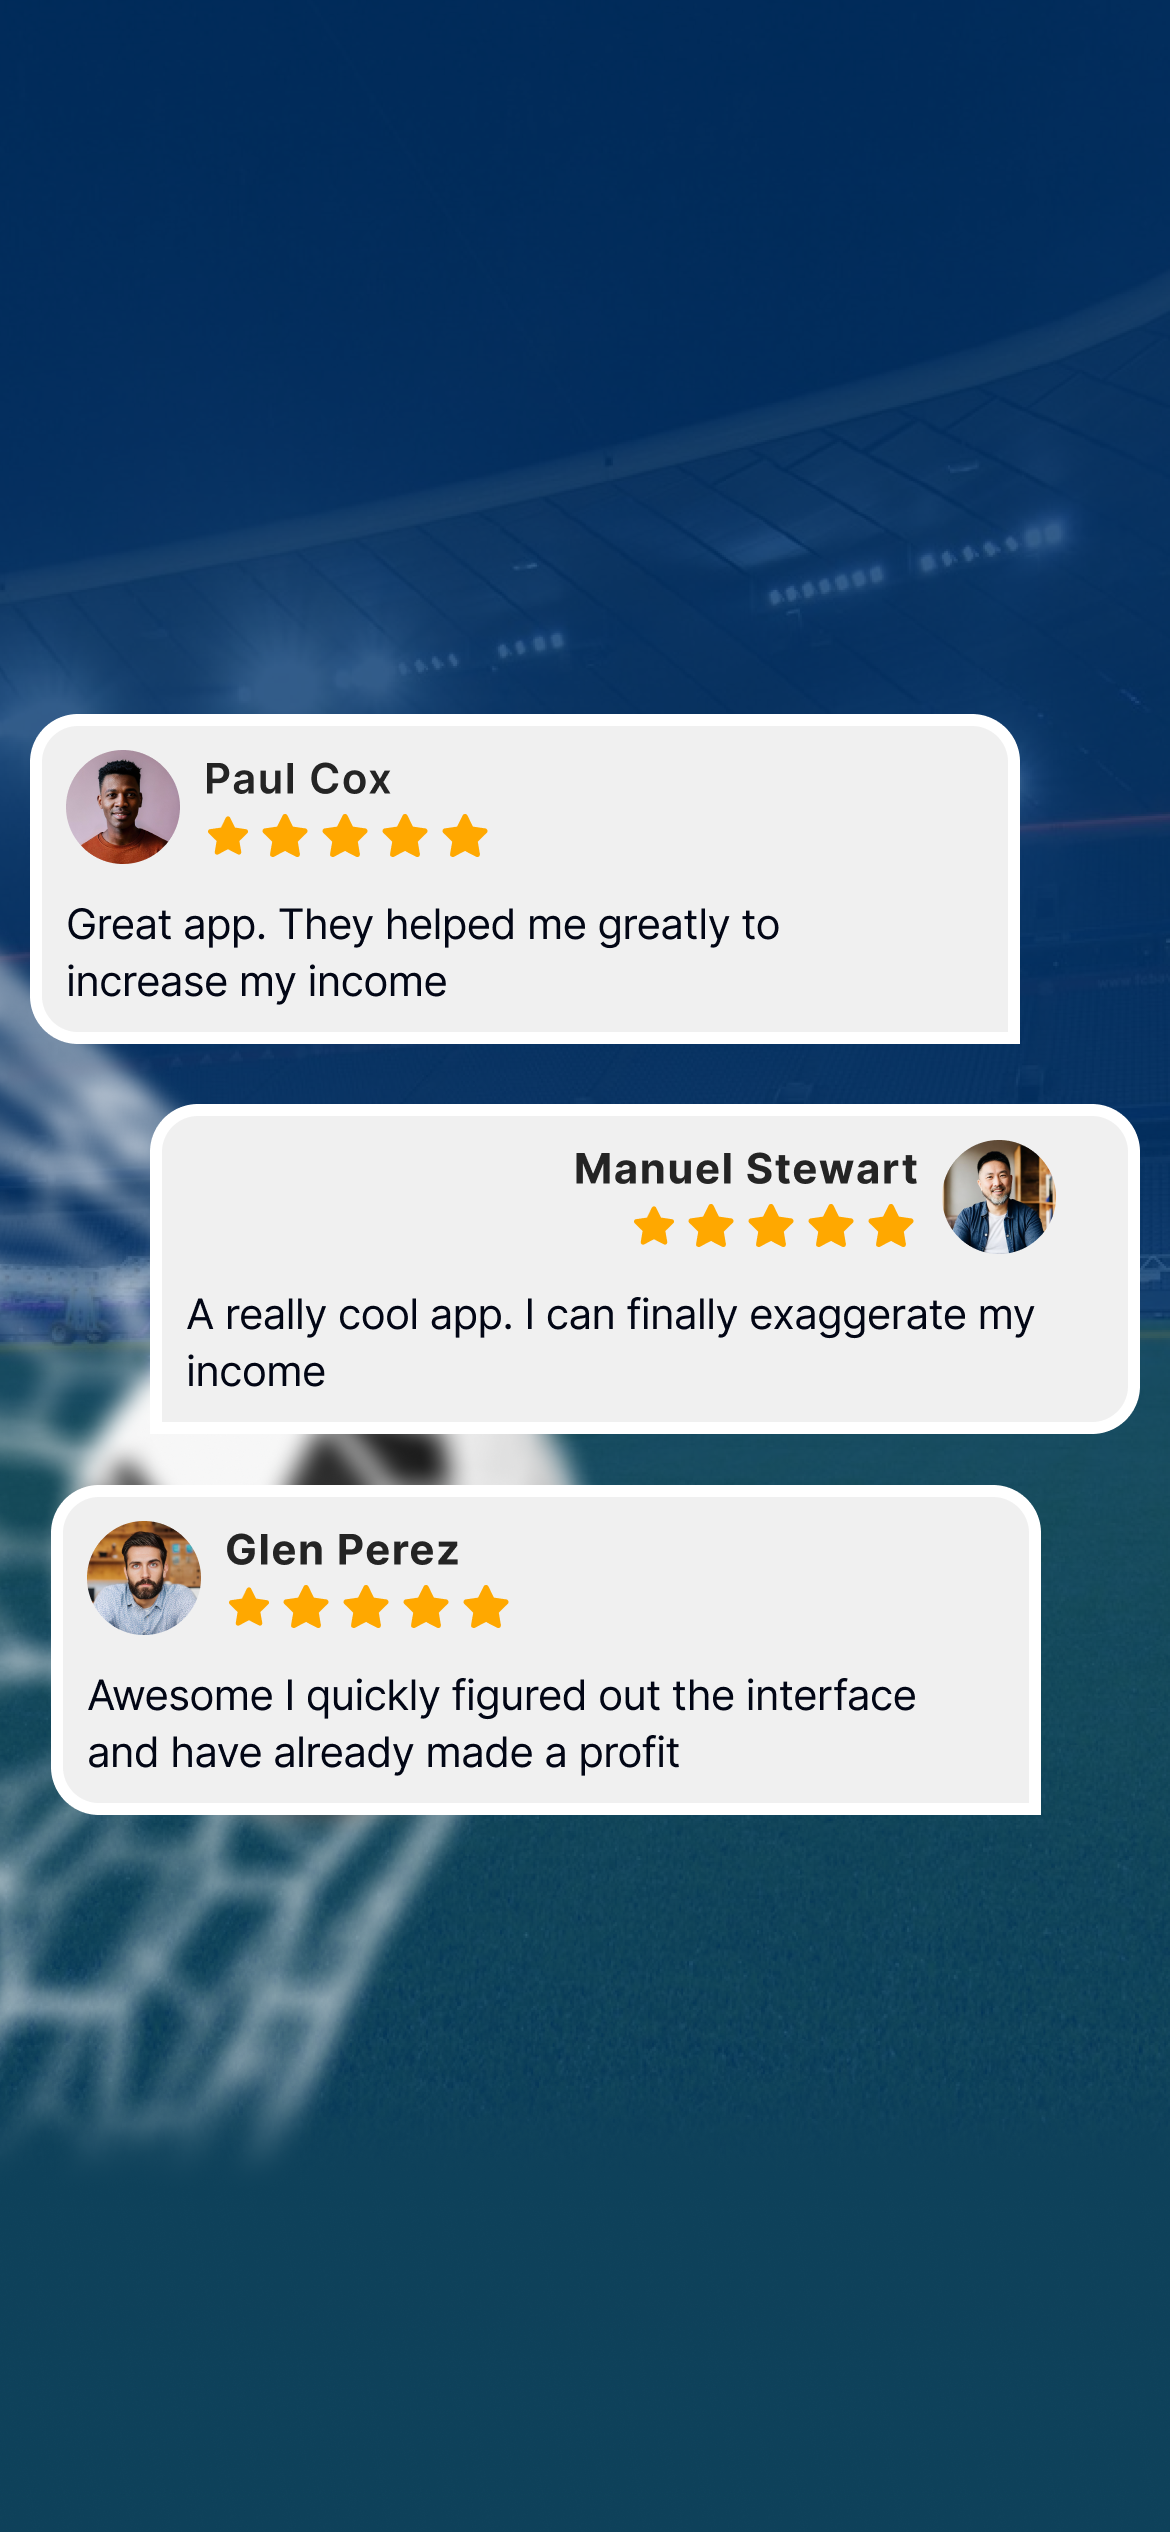 Paul Cox
Great app. They helped me greatly to
increase my income
Manuel Stewart
A really cool app. I can finally exaggerate my
income
Glen Perez
Awesome I quickly figured out the interface
and have already made a profit